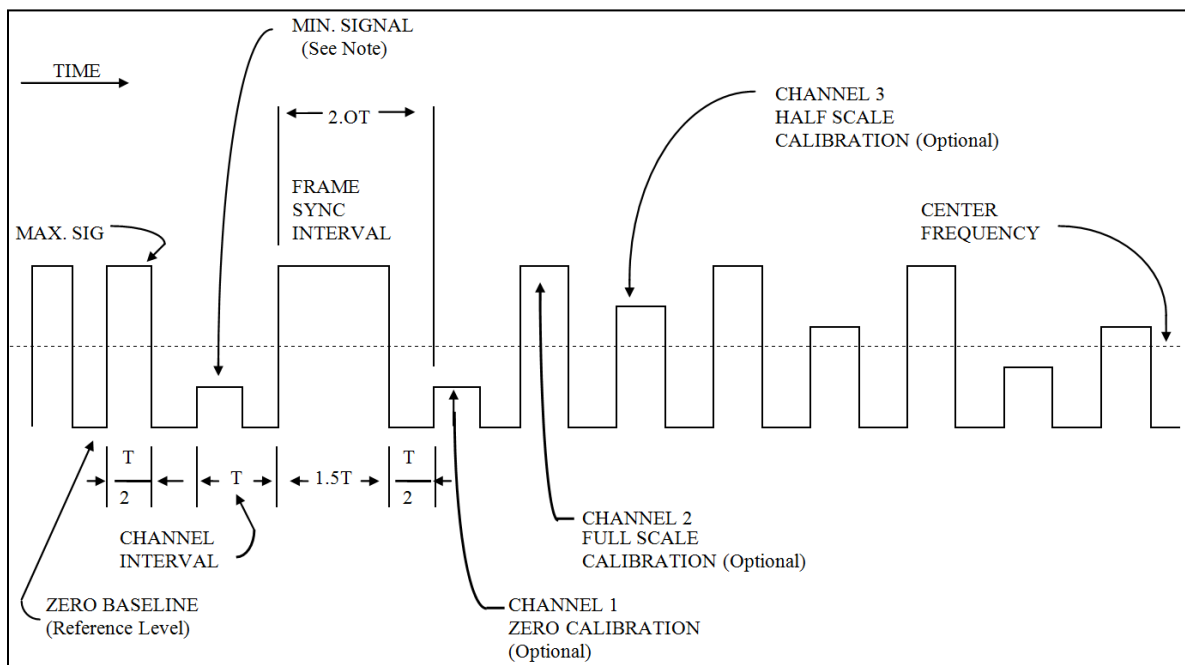 MIN. SIGNAL
(See Note)
TIME
2.OT
CHANNEL 3
HALF SCALE
CALIBRATION (Optional)
FRAME
SYNC
INTERVAL
MAX. SIG
CENTER
FREQUENCY
T
2
T
1.5T
T
2
CHANNEL
INTERVAL
CHANNEL 2
FULL SCALE
CALIBRATION (Optional)
ZERO BASELINE
(Reference Level)
CHANNEL 1
ZERO CALIBRATION
(Optional)